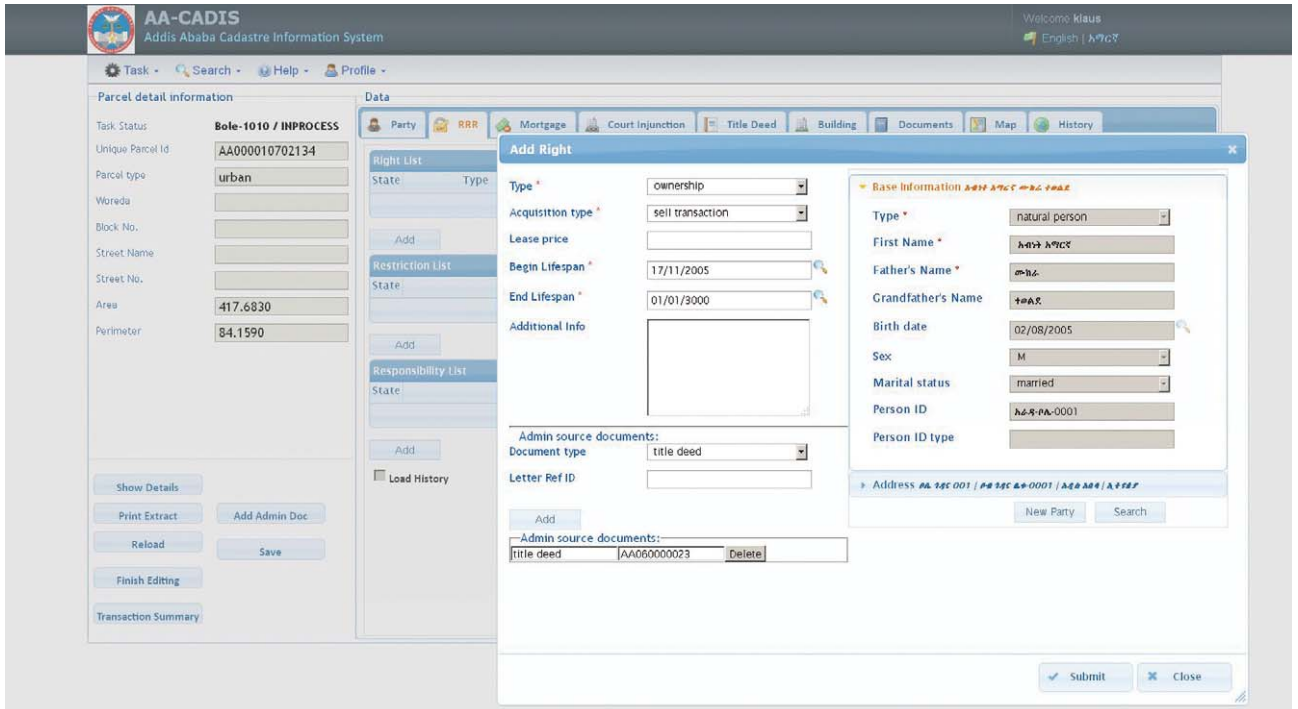 AA-CADIS
Addis Ababa Cadastre Information System
Welcome klaus
English | አማርኛ
Task Search Help Profile
Parcel detail information
Task Status Bole-1010 / INPROCESS
Unique Parcel Id AA000010702134
Parcel type urban
Woreda
Block No.
Street Name
Street No.
Area 417.6830
Perimeter 84.1590
Show Details
Print Extract Add Admin Doc
Reload Save
Finish Editing
Transaction Summary
Data
Party RRR Mortgage Court Injunction Title Deed Building Documents Map History
Right List
State Type
Add
Restriction List
State
Add
Responsibility List
State
Add
Load History
Add Right
Type * ownership
Acquisition type * sell transaction
Lease price
Begin Lifespan * 17/11/2005
End Lifespan * 01/01/3000
Additional Info
Admin source documents:
Document type title deed
Letter Ref ID
Add
Admin source documents:
title deed AA060000023 Delete
Base Information
Type * natural person
First Name *
Father's Name *
Grandfather's Name ተወልደ
Birth date 02/08/2005
Sex M
Marital status married
Person ID አራዳ-ቦሌ-0001
Person ID type
Address
New Party Search
Submit Close